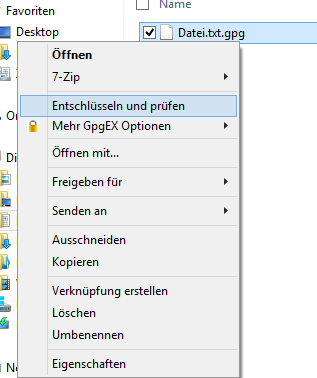 Favoriten
Name
Desktop
Datei.txt.gpg
Öffnen
7-Zip
Entschlüsseln und prüfen
Mehr GpgEX Optionen
Öffnen mit...
Freigeben für
Senden an
Ausschneiden
Kopieren
Verknüpfung erstellen
Löschen
Umbenennen
Eigenschaften